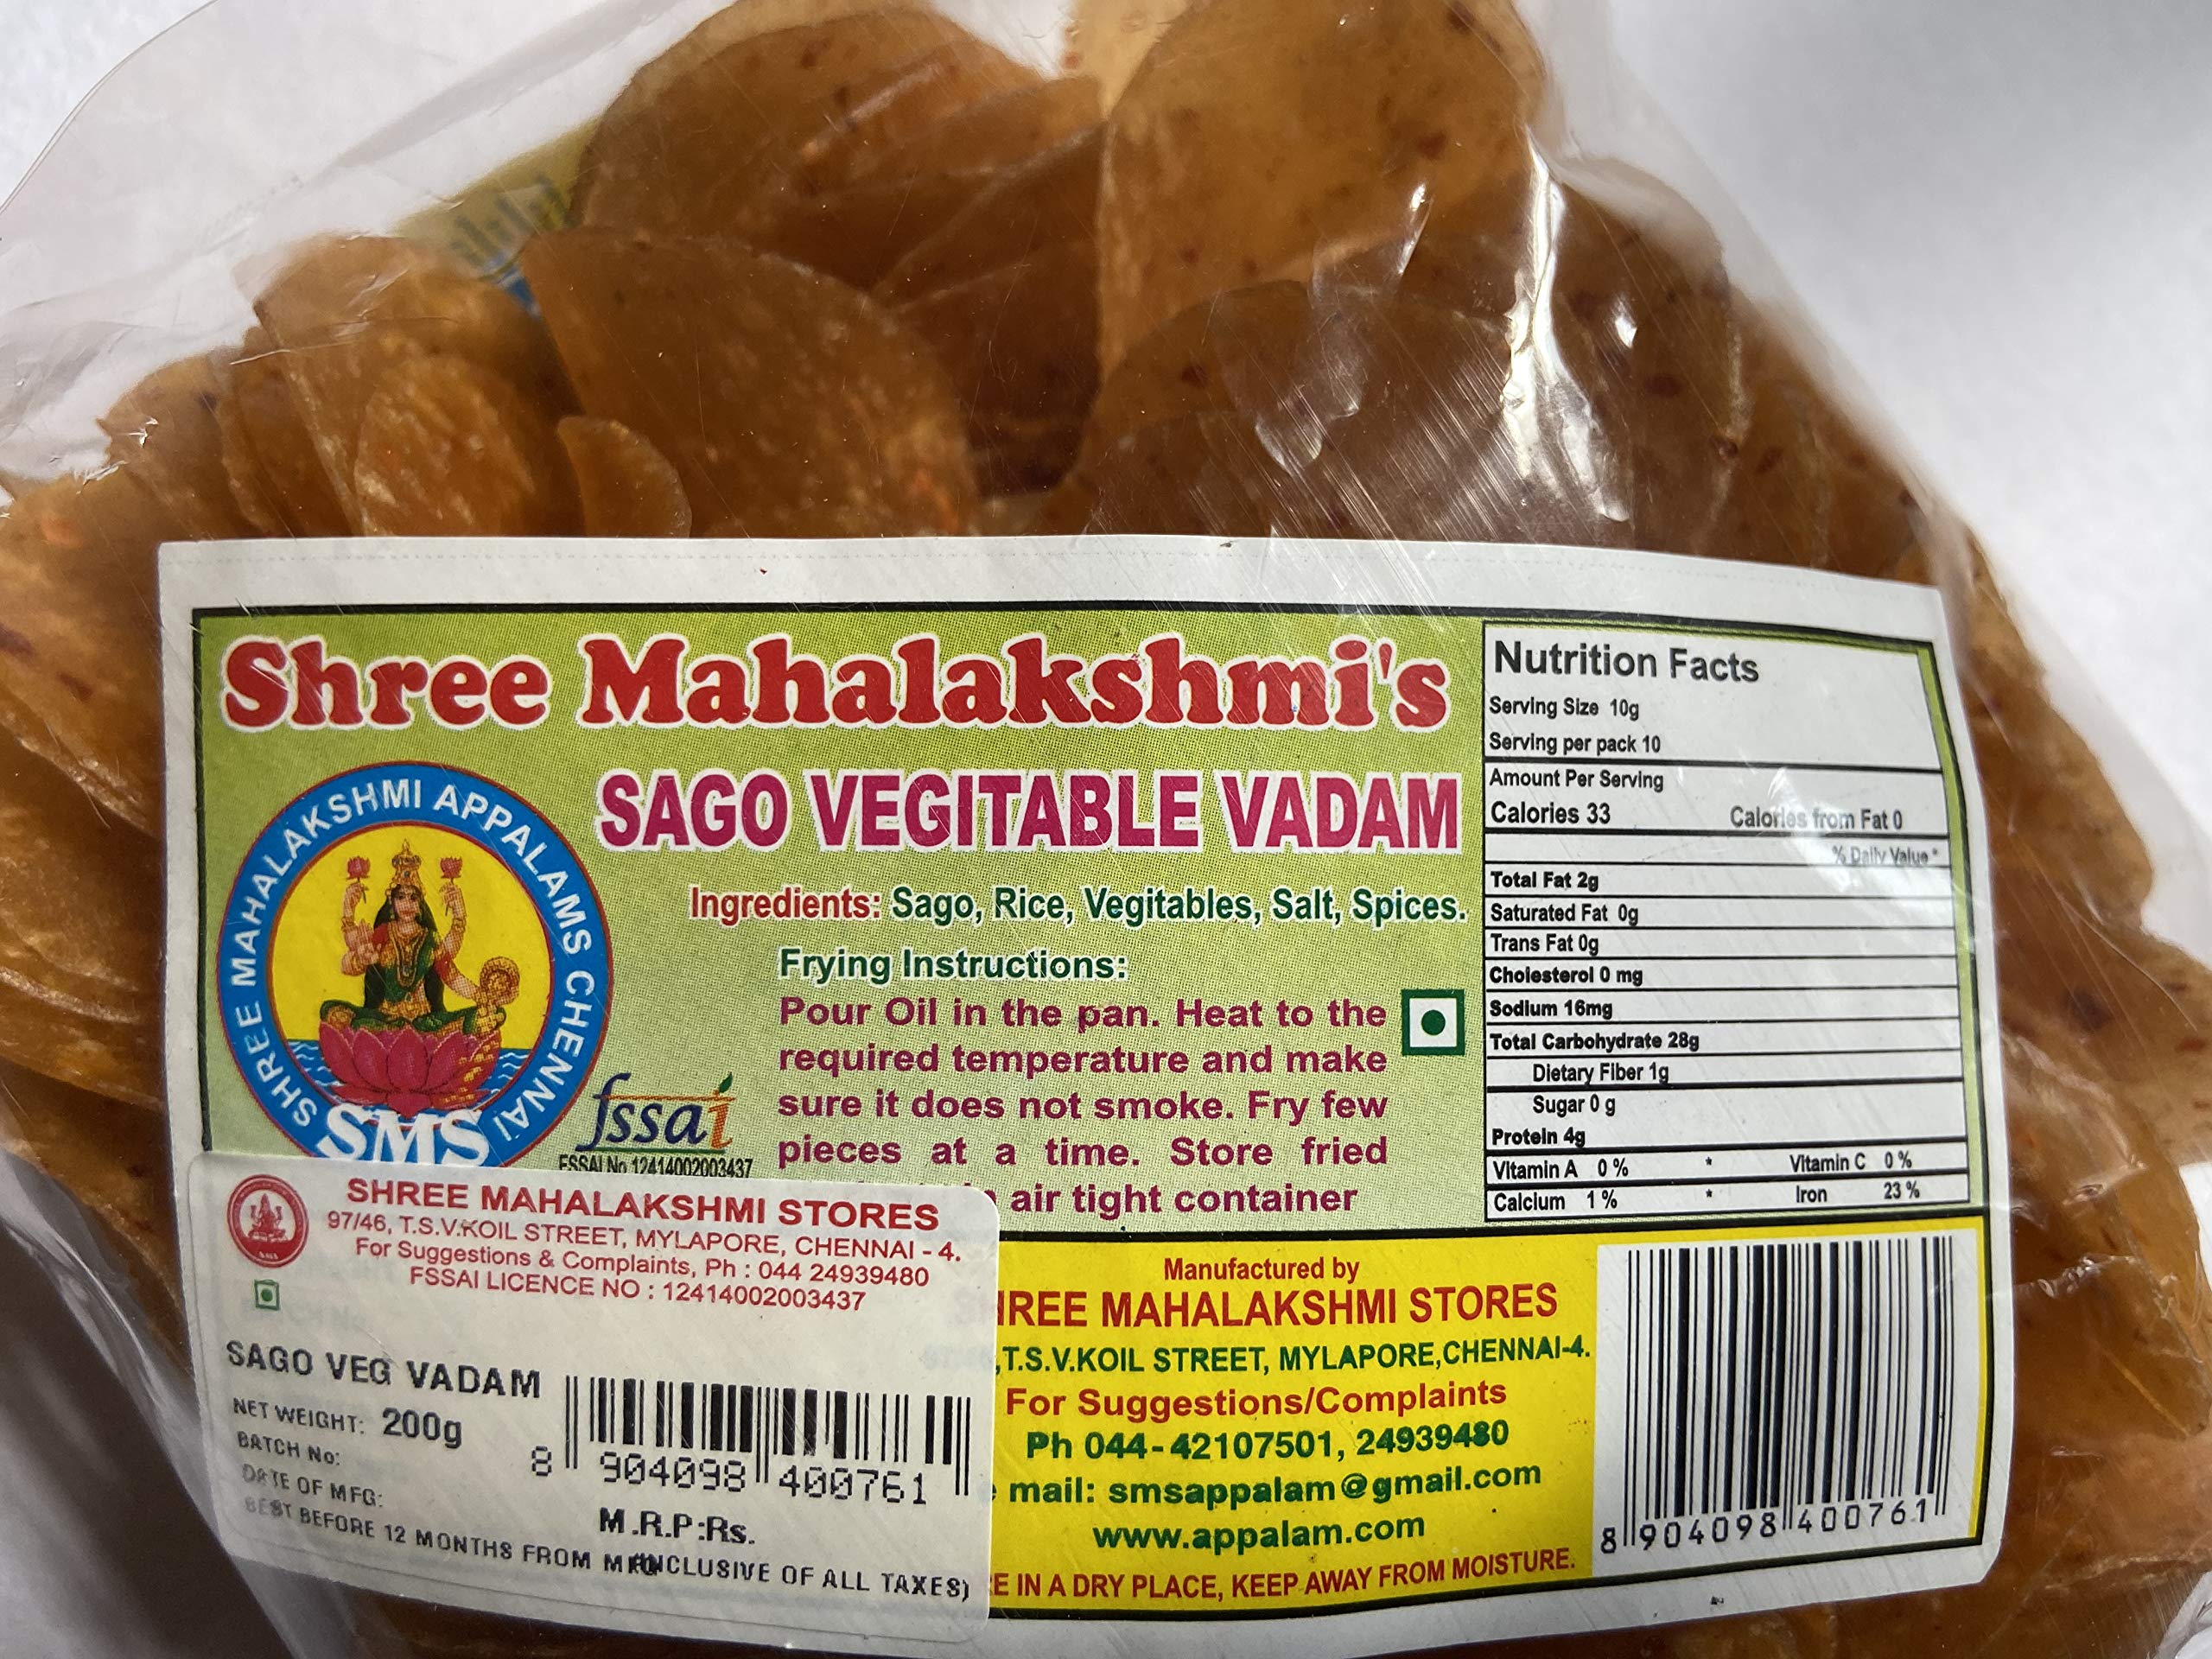 Shree Mahalakshmi's
SAGO VEGITABLE VADAM
SHREE MAHALAKSHMI APPALAMS CHENNAI
SMS
Ingredients: Sago, Rice, Vegitables, Salt, Spices.
Frying Instructions:
Pour Oil in the pan. Heat to the
required temperature and make
sure it does not smoke. Fry few
pieces at a time. Store fried
air tight container
fssai
FSSAI No 12414002003437
Nutrition Facts
Serving Size 10g
Serving per pack 10
Amount Per Serving
Calories 33 Calories from Fat 0
% Daily Value *
Total Fat 2g
Saturated Fat 0g
Trans Fat 0g
Cholesterol 0 mg
Sodium 16mg
Total Carbohydrate 28g
Dietary Fiber 1g
Sugar 0 g
Protein 4g
Vitamin A 0 % * Vitamin C 0 %
Calcium 1 % * Iron 23 %
SHREE MAHALAKSHMI STORES
97/46, T.S.V.KOIL STREET, MYLAPORE, CHENNAI - 4.
For Suggestions & Complaints, Ph : 044 24939480
FSSAI LICENCE NO : 12414002003437
SAGO VEG VADAM
NET WEIGHT: 200g
BATCH No:
DATE OF MFG:
BEST BEFORE 12 MONTHS FROM MFG
8 904098 400761
M.R.P:Rs.
(INCLUSIVE OF ALL TAXES)
Manufactured by
HREE MAHALAKSHMI STORES
,T.S.V.KOIL STREET, MYLAPORE,CHENNAI-4.
For Suggestions/Complaints
Ph 044-42107501, 24939480
mail: smsappalam@gmail.com
www.appalam.com
E IN A DRY PLACE, KEEP AWAY FROM MOISTURE.
8 904098 400761